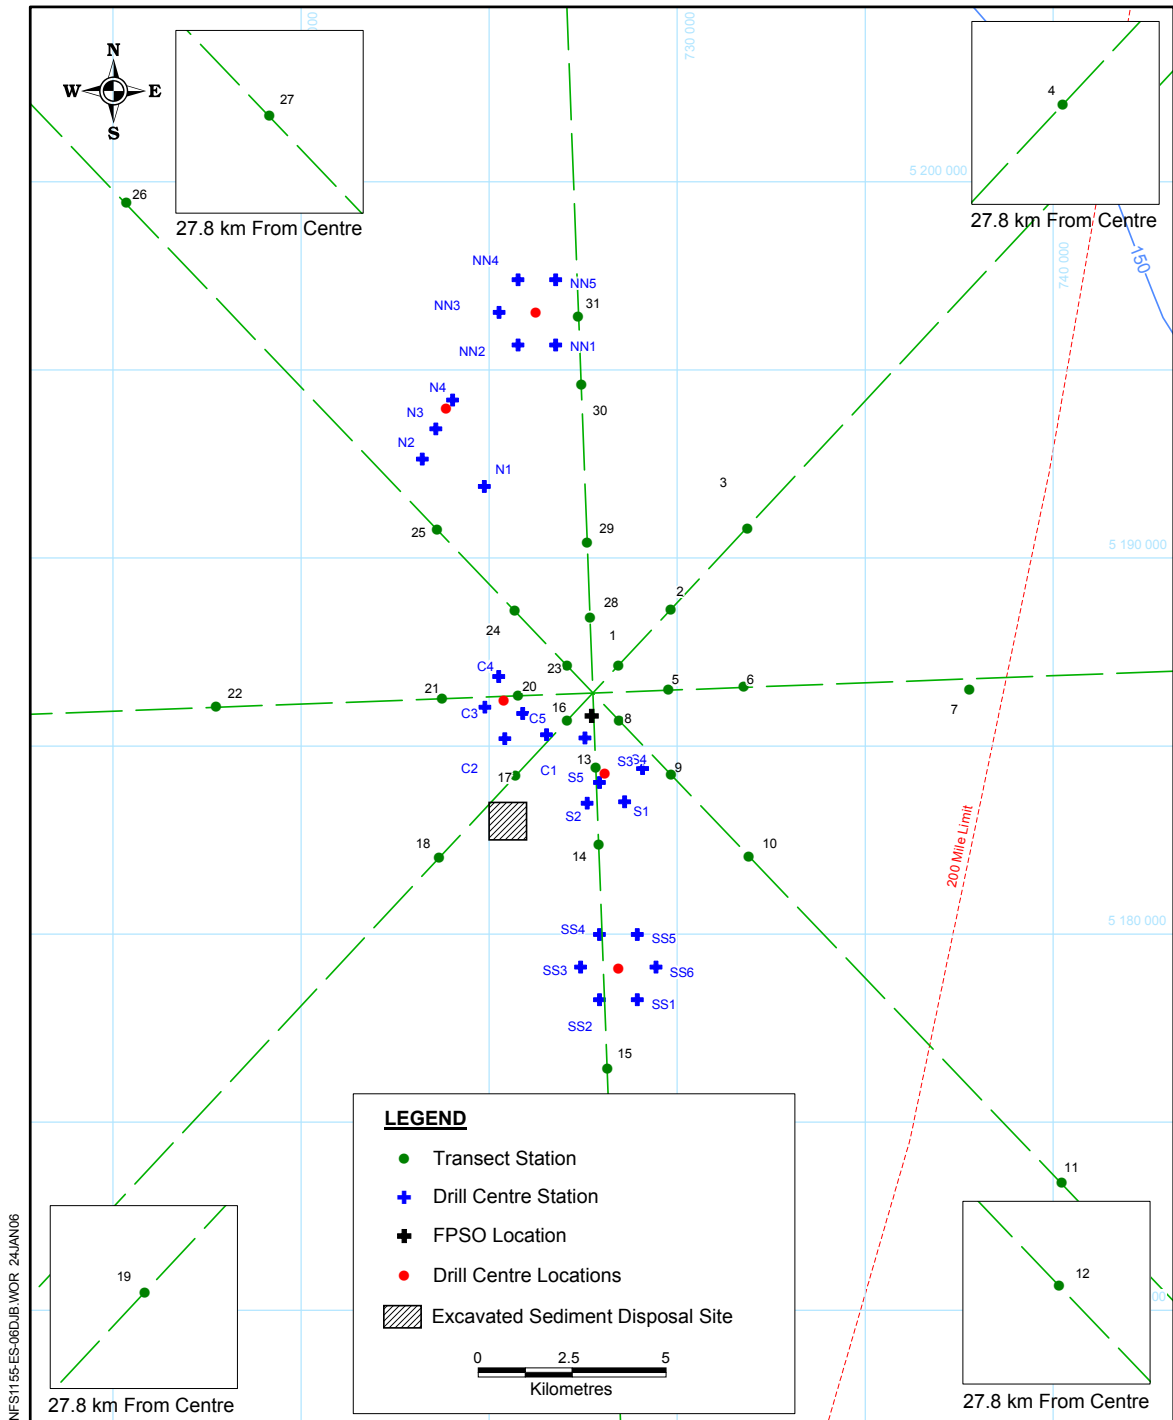 000
730 000
N
W E
S
27
4
5 200 000
26
27.8 km From Centre
27.8 km From Centre
150
740 000
NN4
NN5
NN3
31
NN2
NN1
N4
N3
30
N2
N1
3
25
29
5 190 000
2
28
24
1
23
C4
22
21
20
5
6
7
C3
16
C5
8
13
S3
S4
9
C2
17
C1
S5
S2
S1
200 Mile Limit
18
14
10
5 180 000
SS4
SS5
SS3
SS6
SS2
SS1
15
LEGEND
Transect Station
Drill Centre Station
FPSO Location
Drill Centre Locations
Excavated Sediment Disposal Site
0 2.5 5
Kilometres
11
19
12
00
27.8 km From Centre
27.8 km From Centre
NFS1155-ES-06DJB.WOR 24JAN06